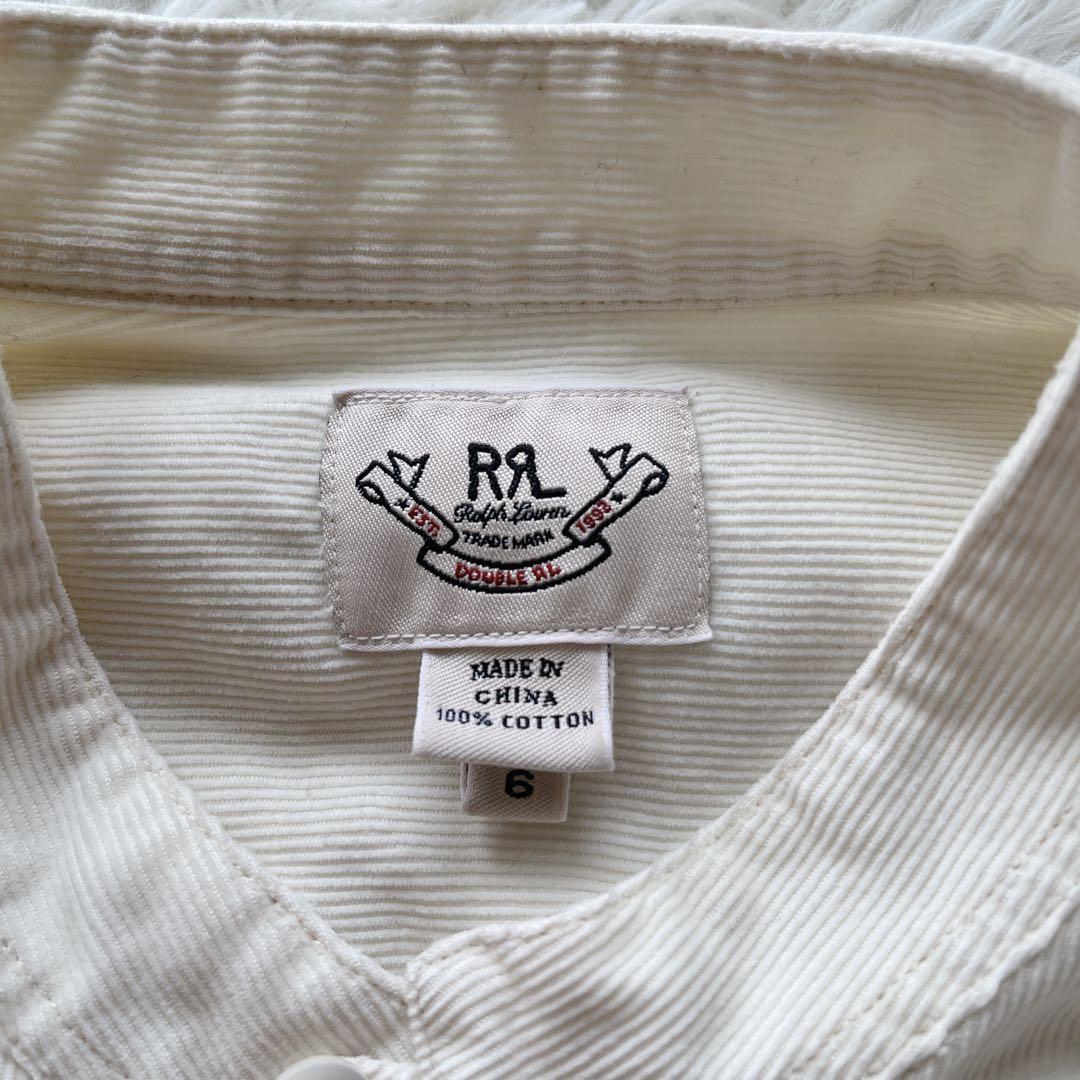 RRL
Ralph Lauren
TRADE MARK
EST. 1993
DOUBLE RL
MADE IN
CHINA
100% COTTON
6